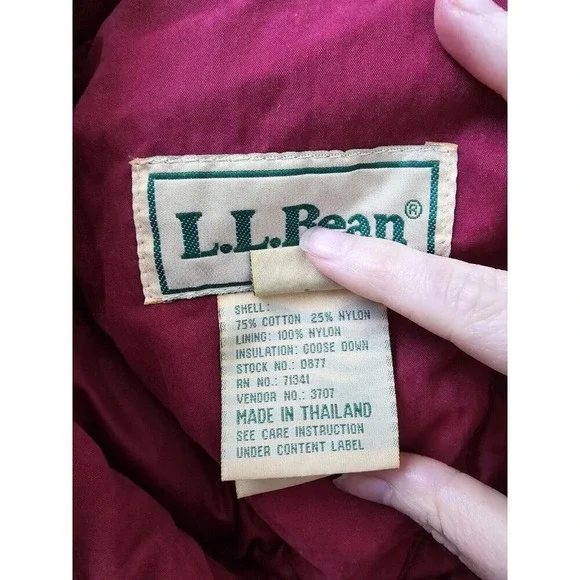 L.L.Bean®
SHELL:
75% COTTON 25% NYLON
LINING: 100% NYLON
INSULATION: GOOSE DOWN
STOCK NO.: D877
RN NO.: 71341
VENDOR NO.: 3707
MADE IN THAILAND
SEE CARE INSTRUCTION
UNDER CONTENT LABEL